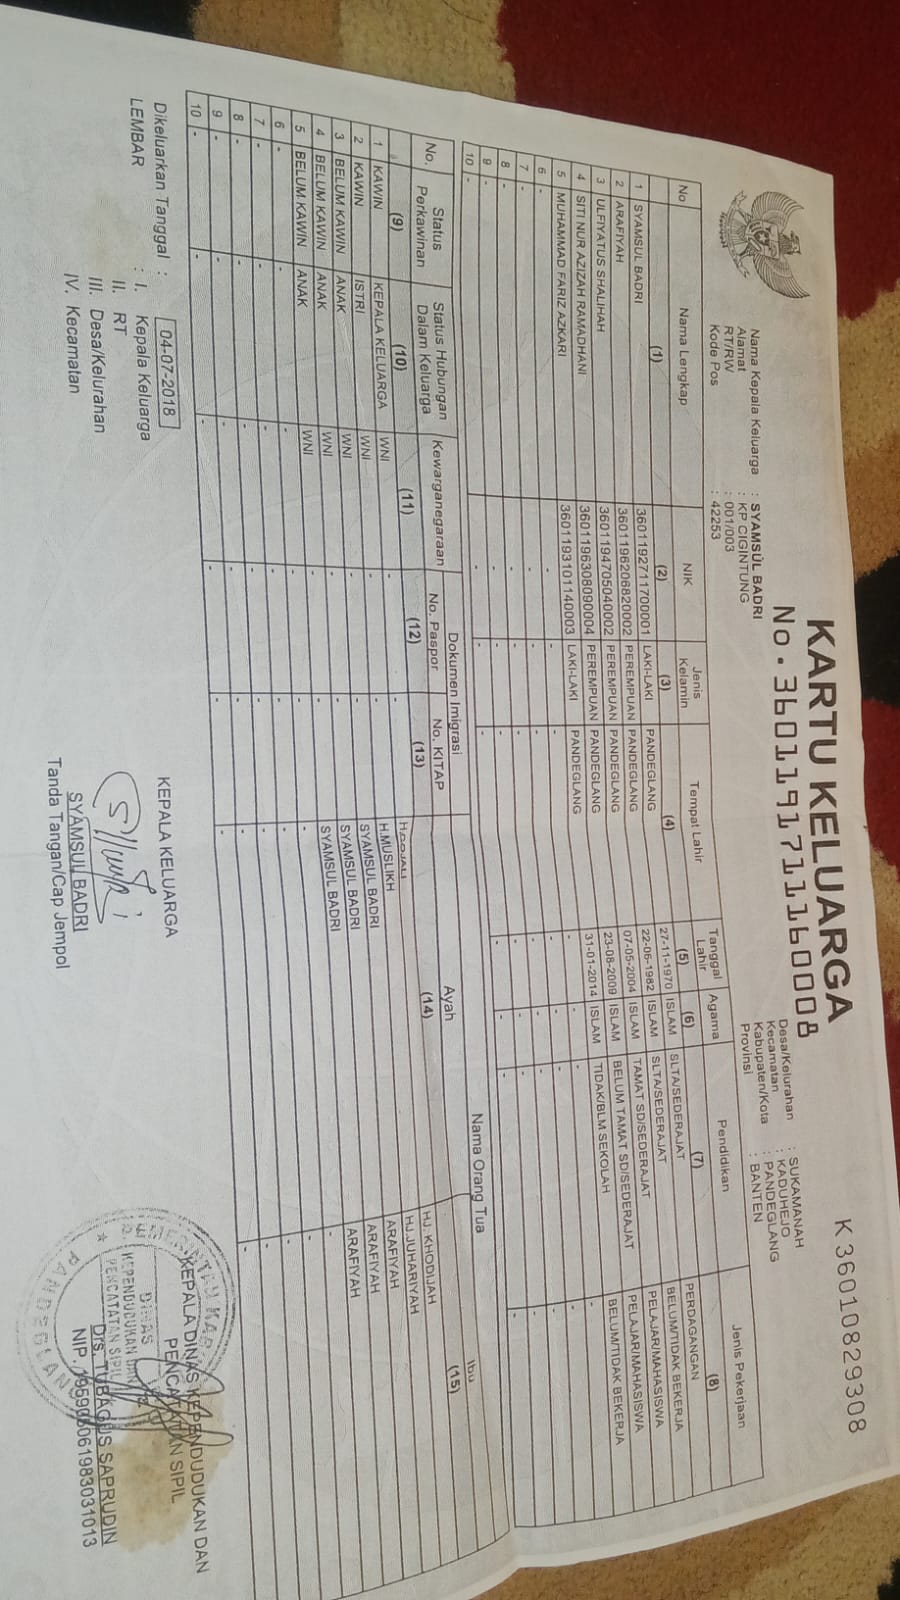 KARTU KELUARGA
No. 3601191711160008
K 36010829308
Nama Kepala Keluarga : SYAMSUL BADRI
Alamat : KP CIGINTUNG
RT/RW : 001/003
Kode Pos : 42253
Desa/Kelurahan : SUKAMANAH
Kecamatan : KADUHEJO
Kabupaten/Kota : PANDEGLANG
Provinsi : BANTEN
No Nama Lengkap NIK Jenis Kelamin Tempat Lahir Tanggal Lahir Agama Pendidikan Jenis Pekerjaan
(1) (2) (3) (4) (5) (6) (7) (8)
1 SYAMSUL BADRI 3601192711700001 LAKI-LAKI PANDEGLANG 27-11-1970 ISLAM SLTA/SEDERAJAT PERDAGANGAN
2 ARAFIYAH 3601196206820002 PEREMPUAN PANDEGLANG 22-06-1982 ISLAM SLTA/SEDERAJAT BELUM/TIDAK BEKERJA
3 ULFIYATUS SHALIHAH 3601194705040002 PEREMPUAN PANDEGLANG 07-05-2004 ISLAM TAMAT SD/SEDERAJAT PELAJAR/MAHASISWA
4 SITI NUR AZIZAH RAMADHANI 3601196308090004 PEREMPUAN PANDEGLANG 23-08-2009 ISLAM BELUM TAMAT SD/SEDERAJAT PELAJAR/MAHASISWA
5 MUHAMMAD FARIZ AZKARI 3601193101140003 LAKI-LAKI PANDEGLANG 31-01-2014 ISLAM TIDAK/BLM SEKOLAH BELUM/TIDAK BEKERJA
6 - - - - - - - -
7 - - - - - - - -
8 - - - - - - - -
9 - - - - - - - -
10 - - - - - - - -
No. Status Perkawinan Status Hubungan Dalam Keluarga Kewarganegaraan Dokumen Imigrasi Nama Orang Tua
No. Paspor No. KITAP Ayah Ibu
(9) (10) (11) (12) (13) (14) (15)
1 KAWIN KEPALA KELUARGA WNI - - HJ. KHODIJAH
2 KAWIN ISTRI WNI - - H.MUSLIKH HJ.JUHARIYAH
3 BELUM KAWIN ANAK WNI - - SYAMSUL BADRI ARAFIYAH
4 BELUM KAWIN ANAK WNI - - SYAMSUL BADRI ARAFIYAH
5 BELUM KAWIN ANAK WNI - - SYAMSUL BADRI ARAFIYAH
6 - - - - - - -
7 - - - - - - -
8 - - - - - - -
9 - - - - - - -
10 - - - - - - -
Dikeluarkan Tanggal : 04-07-2018
LEMBAR : I. Kepala Keluarga
II. RT
III. Desa/Kelurahan
IV. Kecamatan
KEPALA KELUARGA
SYAMSUL BADRI
Tanda Tangan/Cap Jempol
KEPALA DINAS KEPENDUDUKAN DAN
PENCATATAN SIPIL
DINAS
KEPENDUDUKAN DAN
PENCATATAN SIPIL
PANDEGLANG
Drs. TUBAGUS SAPRUDIN
NIP. 195906061983031013